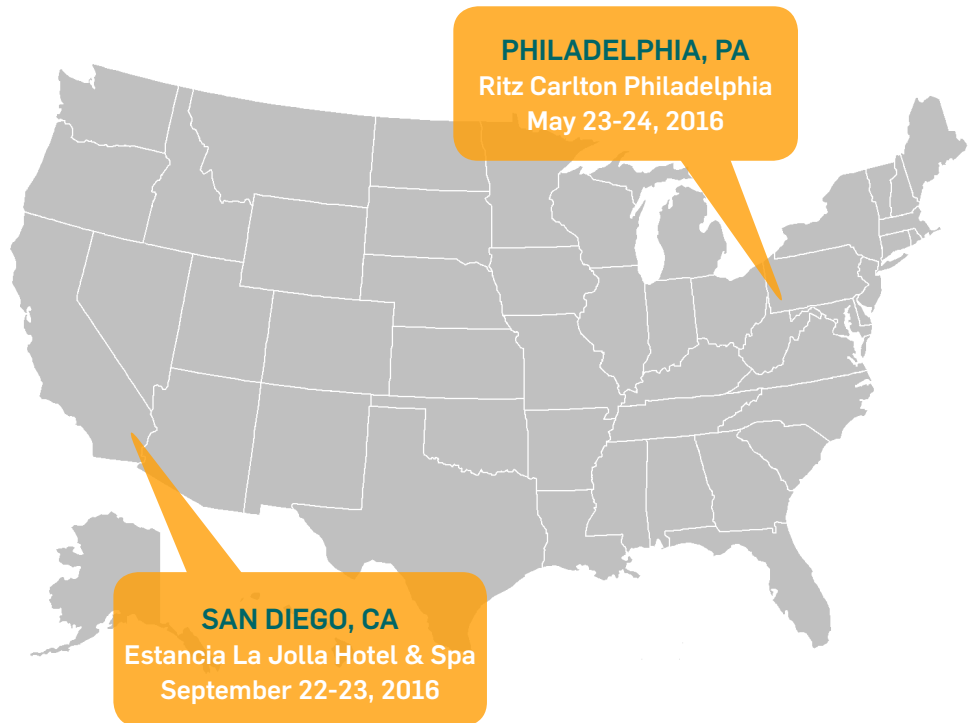 PHILADELPHIA, PA
Ritz Carlton Philadelphia
May 23-24, 2016
SAN DIEGO, CA
Estancia La Jolla Hotel & Spa
September 22-23, 2016